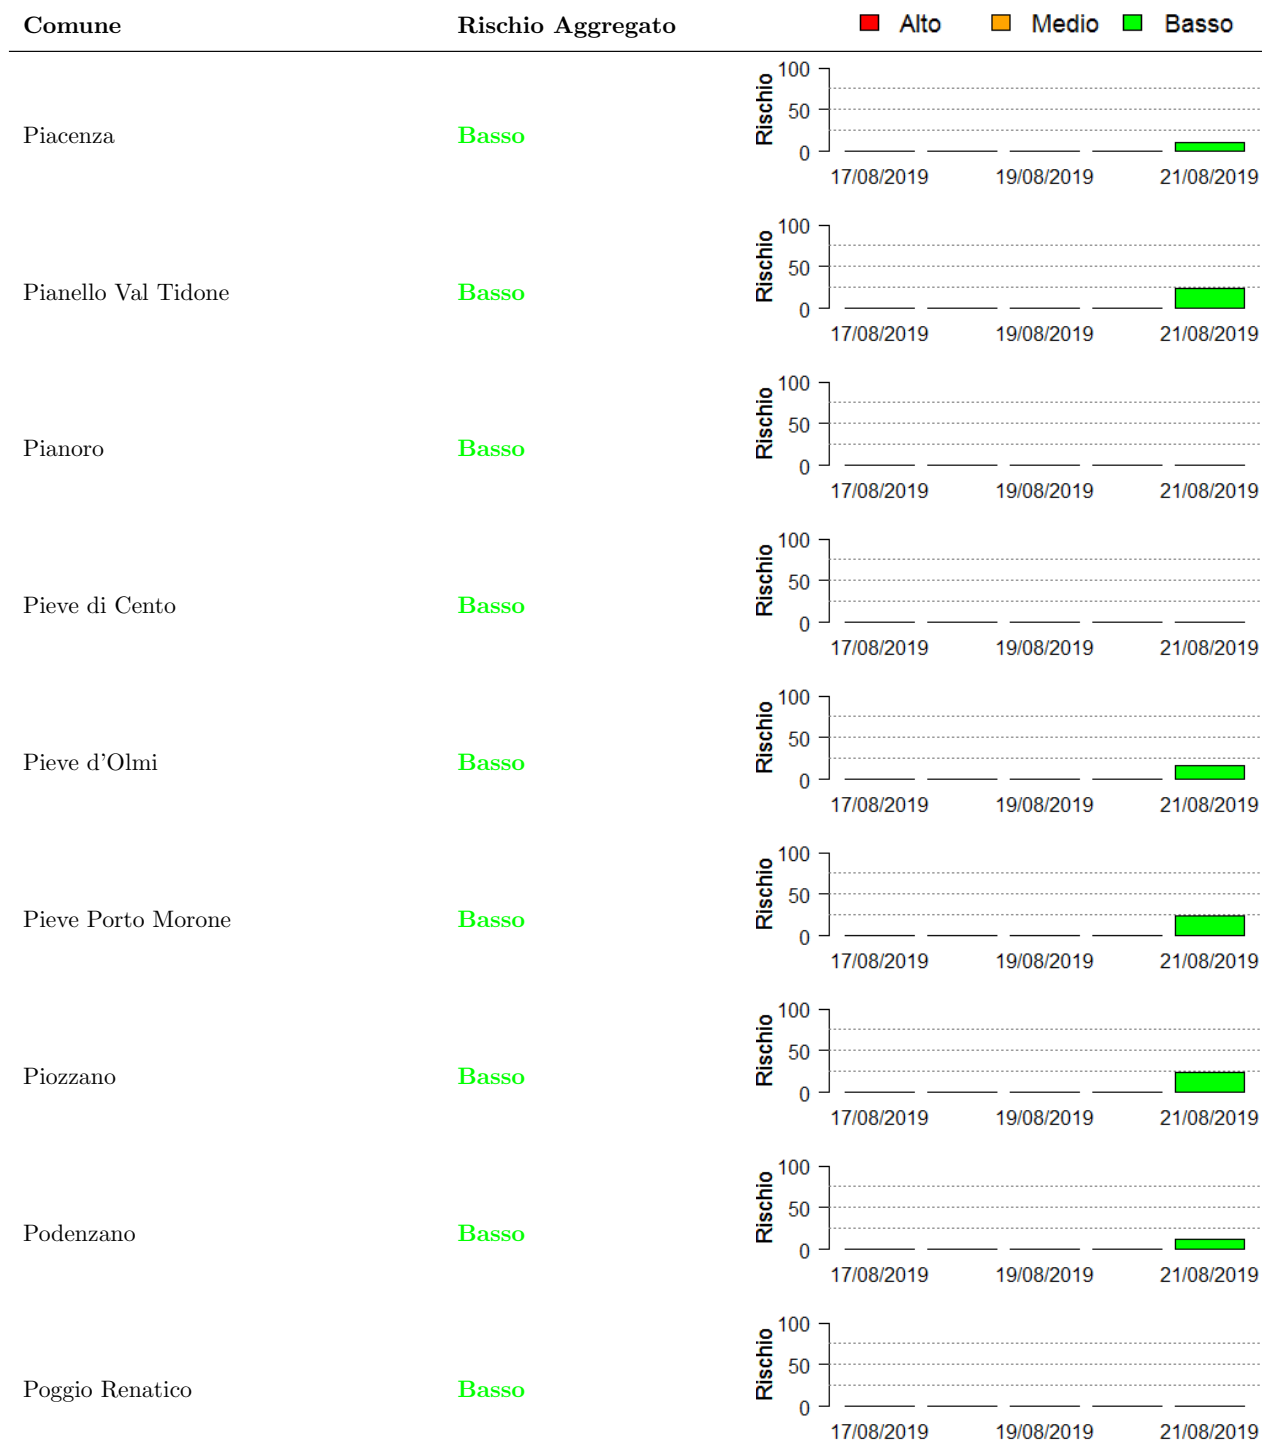 Comune Rischio Aggregato Alto Medio Basso
100
50
0
Rischio
Piacenza Basso
17/08/2019 19/08/2019 21/08/2019
100
50
0
Rischio
Pianello Val Tidone Basso
17/08/2019 19/08/2019 21/08/2019
100
50
0
Rischio
Pianoro Basso
17/08/2019 19/08/2019 21/08/2019
100
50
0
Rischio
Pieve di Cento Basso
17/08/2019 19/08/2019 21/08/2019
100
50
0
Rischio
Pieve d'Olmi Basso
17/08/2019 19/08/2019 21/08/2019
100
50
0
Rischio
Pieve Porto Morone Basso
17/08/2019 19/08/2019 21/08/2019
100
50
0
Rischio
Piozzano Basso
17/08/2019 19/08/2019 21/08/2019
100
50
0
Rischio
Podenzano Basso
17/08/2019 19/08/2019 21/08/2019
100
50
0
Rischio
Poggio Renatico Basso
17/08/2019 19/08/2019 21/08/2019